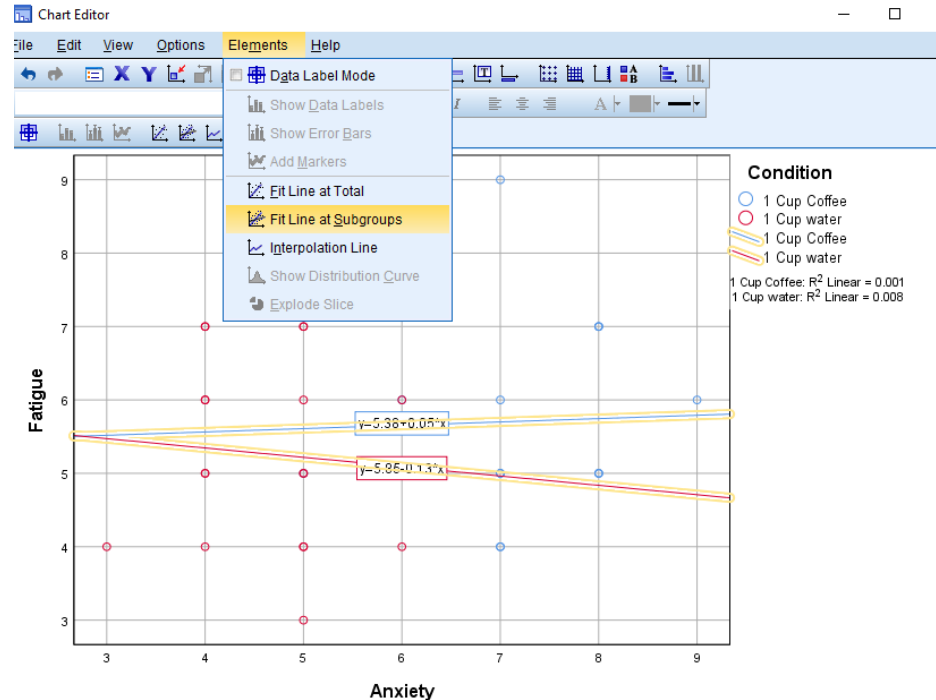 Chart Editor
File Edit View Options Elements Help
Data Label Mode
Show Data Labels
Show Error Bars
Add Markers
Fit Line at Total
Fit Line at Subgroups
Interpolation Line
Show Distribution Curve
Explode Slice
Condition
1 Cup Coffee
1 Cup water
1 Cup Coffee
1 Cup water
1 Cup Coffee: R² Linear = 0.001
1 Cup water: R² Linear = 0.008
9
8
7
6
5
4
3
Fatigue
y=5.38+0.05*x
y=5.85-0.13*x
3 4 5 6 7 8 9
Anxiety